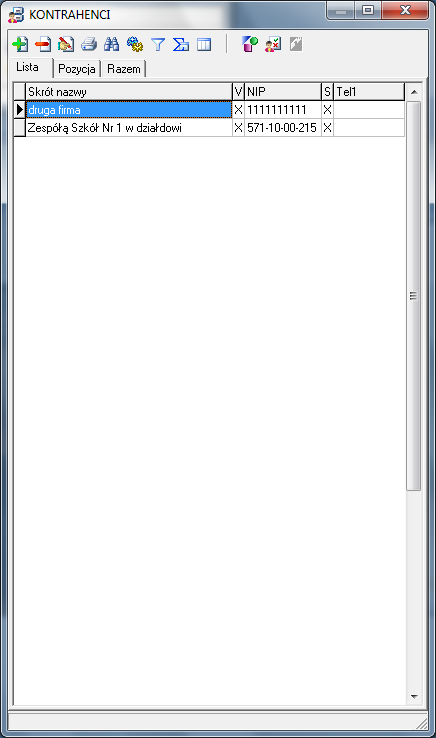 KONTRAHENCI
Lista Pozycja Razem
Skrót nazwy V NIP S Tel1
druga firma X 1111111111 X
Zespółą Szkół Nr 1 w działdowi X 571-10-00-215 X